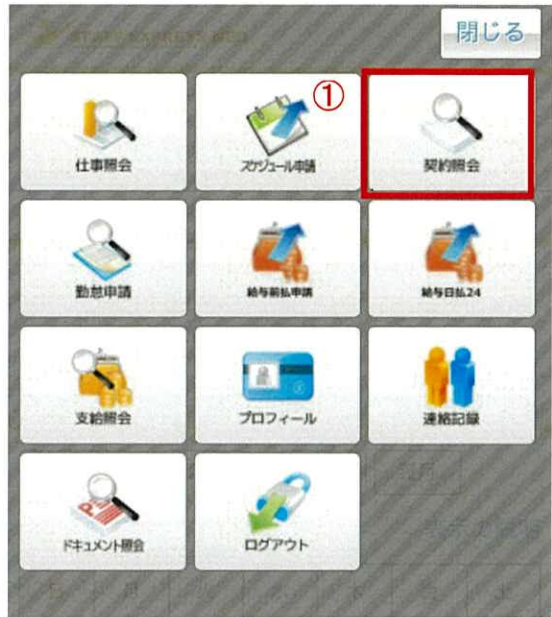 閉じる
仕事照会
スケジュール申請
①
契約照会
勤怠申請
給与前払申請
給与日払24
支給照会
プロフィール
連絡記録
ドキュメント照会
ログアウト